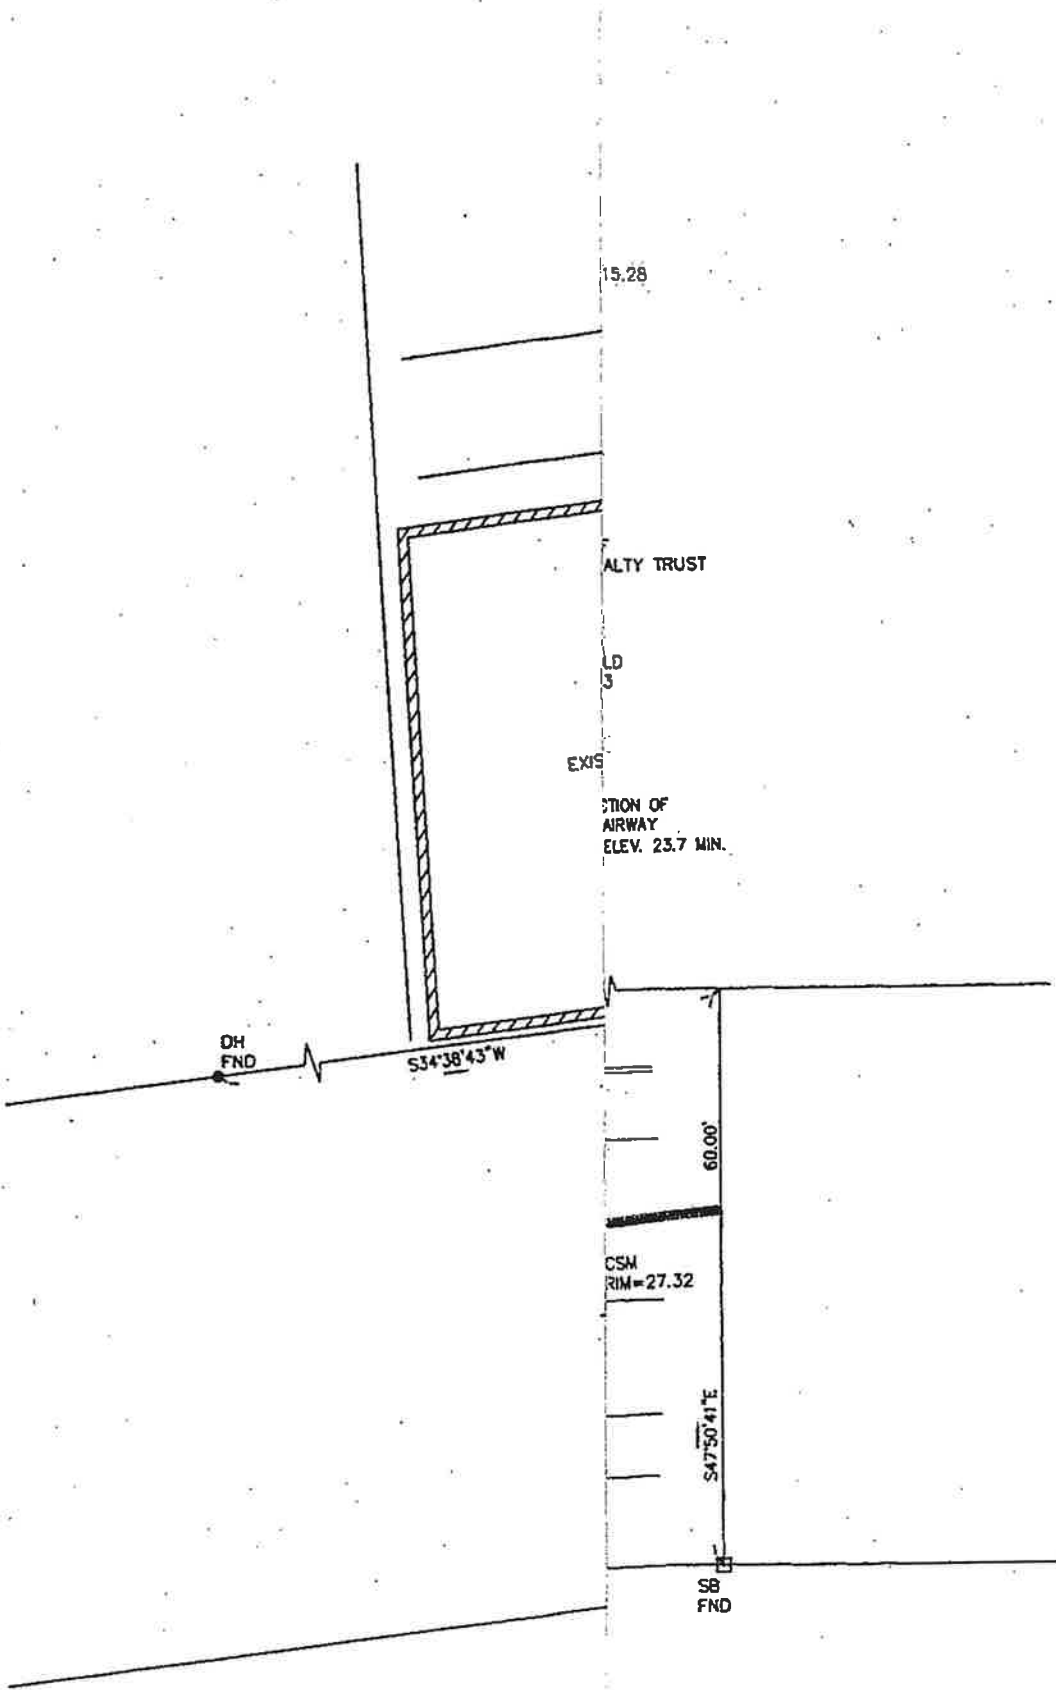 15.28
ALTY TRUST
LD
3
EXIS
CTION OF
AIRWAY
ELEV. 23.7 MIN.
DH
FND
S34°38'43"W
60.00'
CSM
RIM=27.32
S47°50'41"E
SB
FND